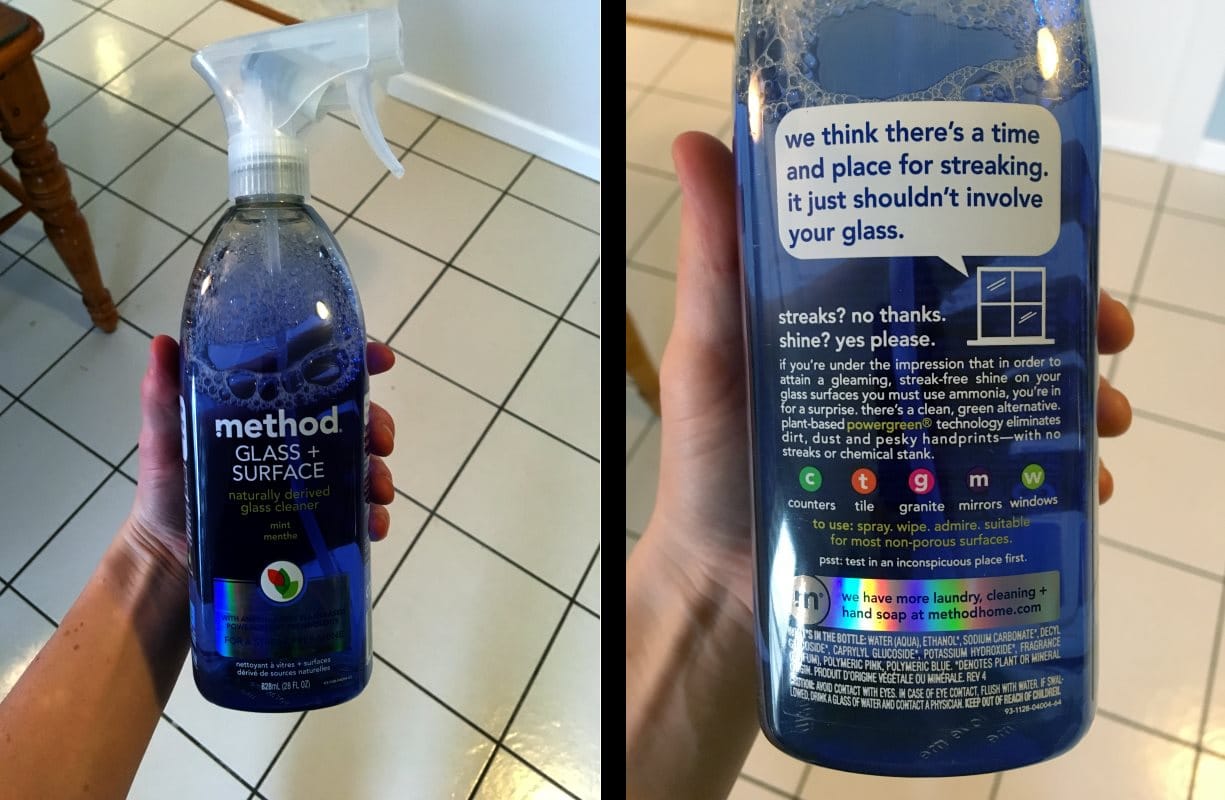 method.
GLASS +
SURFACE
naturally derived
glass cleaner
mint
menthe
nettoyant à vitres + surfaces
dérivé de sources naturelles
828mL (28 FL OZ)
we think there's a time
and place for streaking.
it just shouldn't involve
your glass.
streaks? no thanks.
shine? yes please.
if you're under the impression that in order to
attain a gleaming, streak-free shine on your
glass surfaces you must use ammonia, you're in
for a surprise. there's a clean, green alternative.
plant-based powergreen® technology eliminates
dirt, dust and pesky handprints—with no
streaks or chemical stank.
c t g m w
counters tile granite mirrors windows
to use: spray. wipe. admire. suitable
for most non-porous surfaces.
psst: test in an inconspicuous place first.
m®
we have more laundry, cleaning +
hand soap at methodhome.com
IN THE BOTTLE: WATER (AQUA), ETHANOL*, SODIUM CARBONATE*, DECYL
CAPRYLYL GLUCOSIDE*, POTASSIUM HYDROXIDE*, FRAGRANCE
POLYMERIC PINK, POLYMERIC BLUE. *DENOTES PLANT OR MINERAL
PRODUIT D'ORIGINE VÉGÉTALE OU MINÉRALE. REV 4
AVOID CONTACT WITH EYES. IN CASE OF EYE CONTACT, FLUSH WITH WATER. IF SWAL-
LOWED, DRINK A GLASS OF WATER AND CONTACT A PHYSICIAN. KEEP OUT OF REACH OF CHILDREN.
93-1128-04004-64